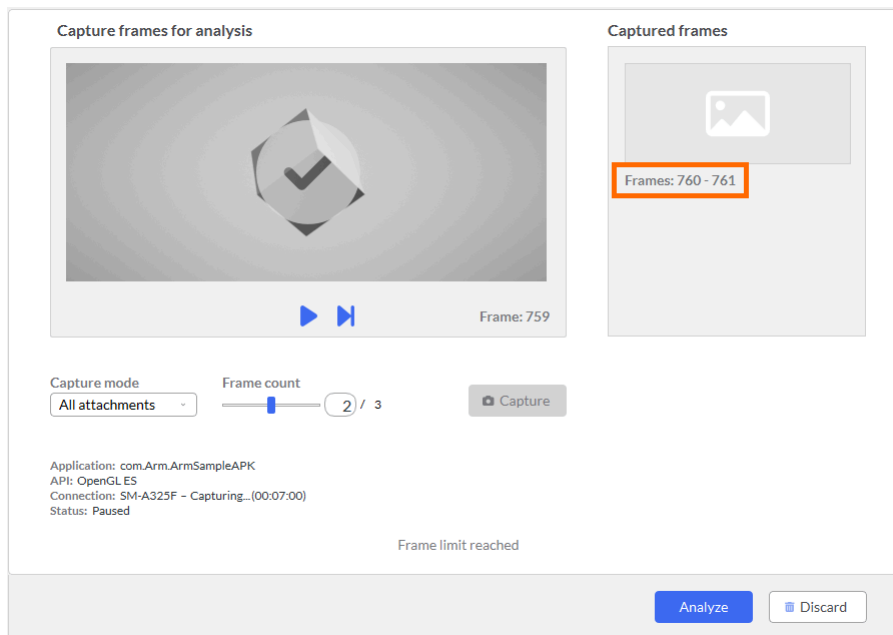 Capture frames for analysis
Captured frames
Frames: 760 - 761
Frame: 759
Capture mode
Frame count
All attachments
2 / 3
Capture
Application: com.Arm.ArmSampleAPK
API: OpenGL ES
Connection: SM-A325F – Capturing...(00:07:00)
Status: Paused
Frame limit reached
Analyze
Discard